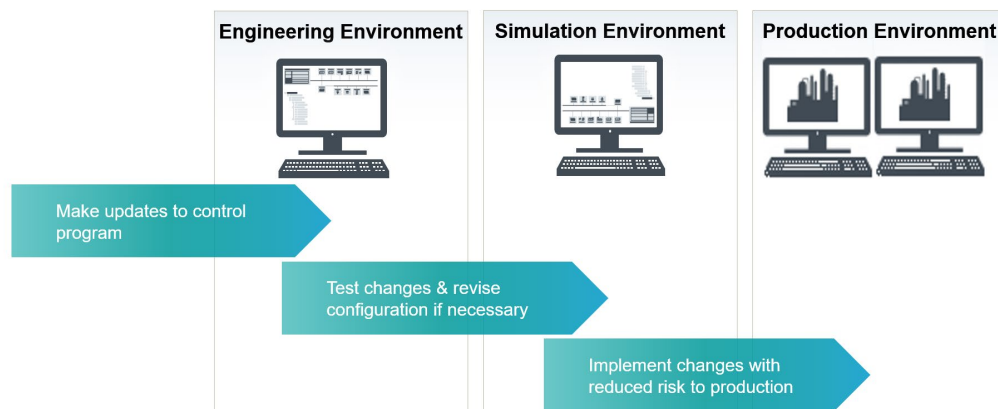 Engineering Environment
Simulation Environment
Production Environment
Make updates to control
program
Test changes & revise
configuration if necessary
Implement changes with
reduced risk to production